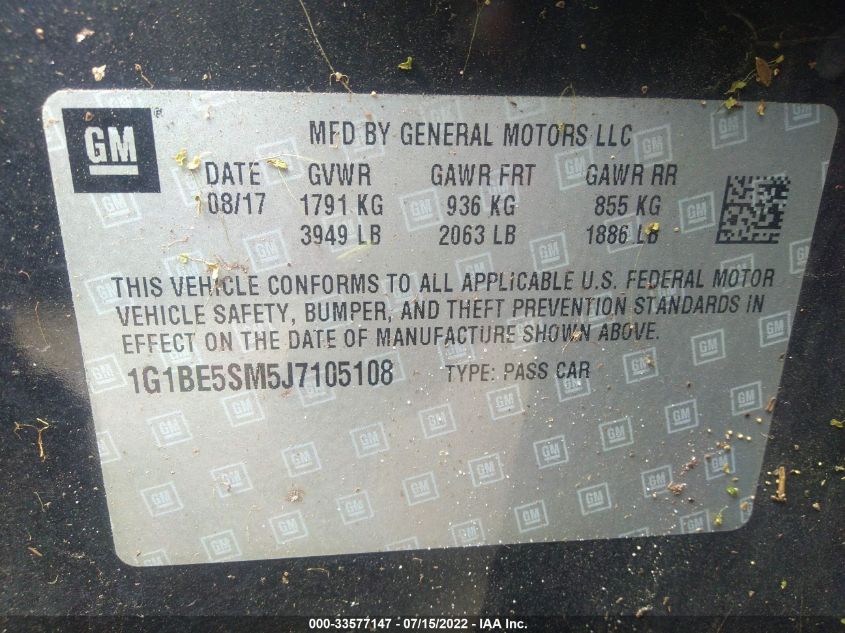 GM
MFD BY GENERAL MOTORS LLC
DATE GVWR GAWR FRT GAWR RR
08/17 1791 KG 936 KG 855 KG
3949 LB 2063 LB 1886 LB
THIS VEHICLE CONFORMS TO ALL APPLICABLE U.S. FEDERAL MOTOR
VEHICLE SAFETY, BUMPER, AND THEFT PREVENTION STANDARDS IN
EFFECT ON THE DATE OF MANUFACTURE SHOWN ABOVE.
1G1BE5SM5J7105108 TYPE: PASS CAR
000-33577147 - 07/15/2022 - IAA Inc.